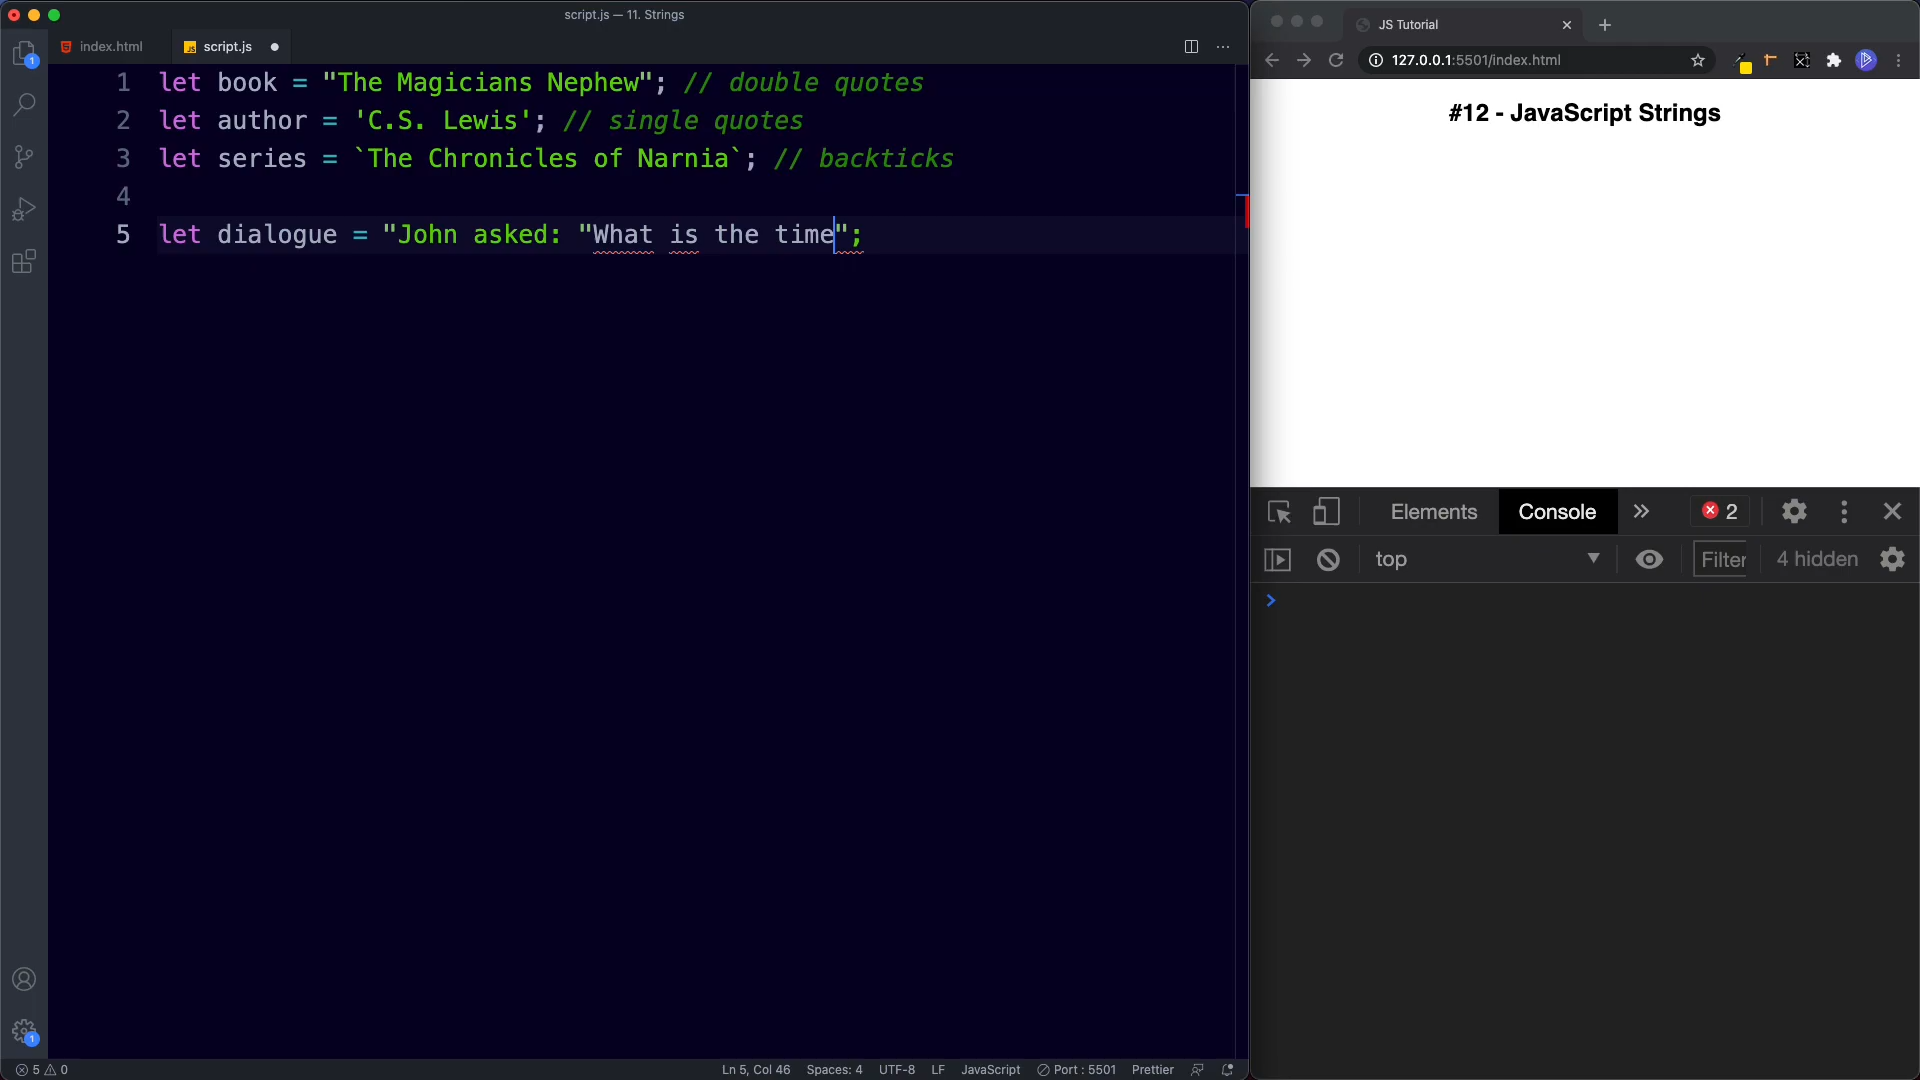 script.js — 11. Strings
index.html
script.js
1 let book = "The Magicians Nephew"; // double quotes
2 let author = 'C.S. Lewis'; // single quotes
3 let series = `The Chronicles of Narnia`; // backticks
4
5 let dialogue = "John asked: "What is the time";
1
1
5 0
Ln 5, Col 46 Spaces: 4 UTF-8 LF JavaScript Port : 5501 Prettier
JS Tutorial
127.0.0.1:5501/index.html
#12 - JavaScript Strings
Elements Console 2
top Filter 4 hidden